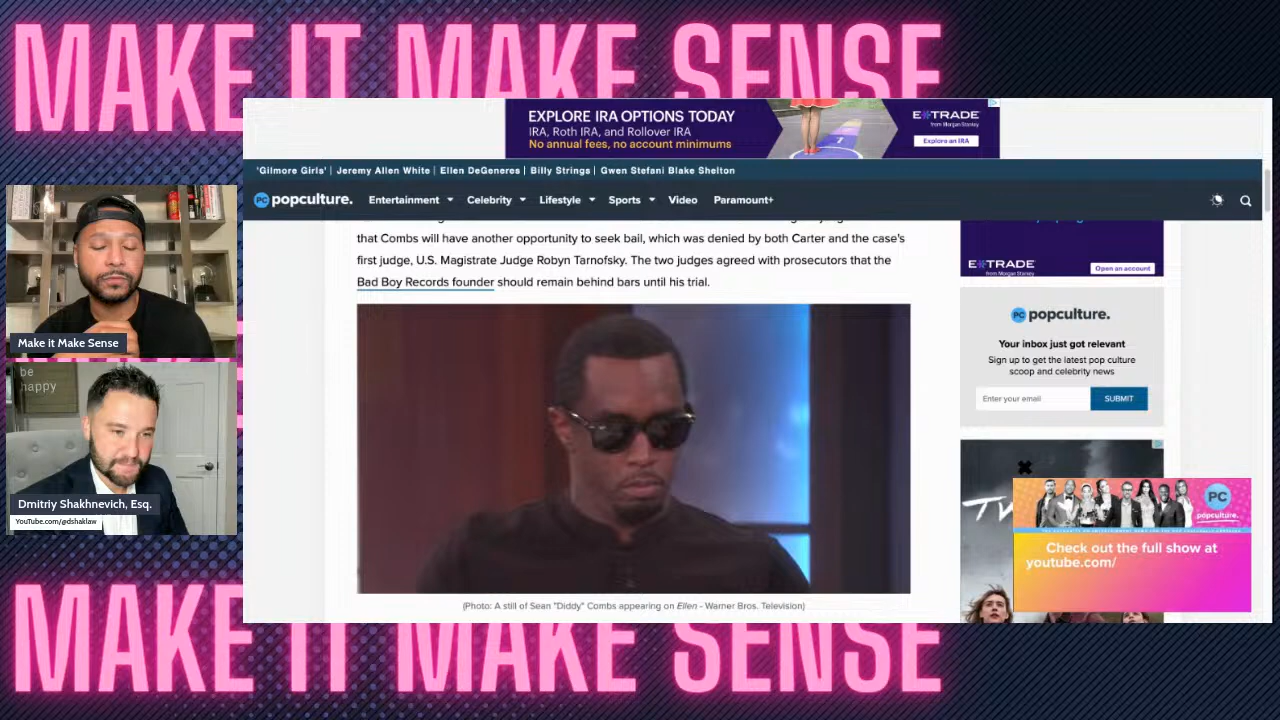 MAKE IT MAKE SENSE
EXPLORE IRA OPTIONS TODAY
IRA, Roth IRA, and Rollover IRA
No annual fees, no account minimums
E*TRADE
from Morgan Stanley
Explore an IRA
'Gilmore Girls' | Jeremy Allen White | Ellen DeGeneres | Billy Strings | Gwen Stefani Blake Shelton
PC popculture.
Entertainment Celebrity Lifestyle Sports Video Paramount+
that Combs will have another opportunity to seek bail, which was denied by both Carter and the case's
first judge, U.S. Magistrate Judge Robyn Tarnofsky. The two judges agreed with prosecutors that the
Bad Boy Records founder should remain behind bars until his trial.
(Photo: A still of Sean "Diddy" Combs appearing on Ellen - Warner Bros. Television)
E*TRADE
from Morgan Stanley
Open an account
PC popculture.
Your inbox just got relevant
Sign up to get the latest pop culture
scoop and celebrity news
Enter your email
SUBMIT
PC
popculture.
Check out the full show at
youtube.com/
be
happy
Make it Make Sense
Dmitriy Shakhnevich, Esq.
YouTube.com/@dshaklaw
MAKE IT MAKE SENSE